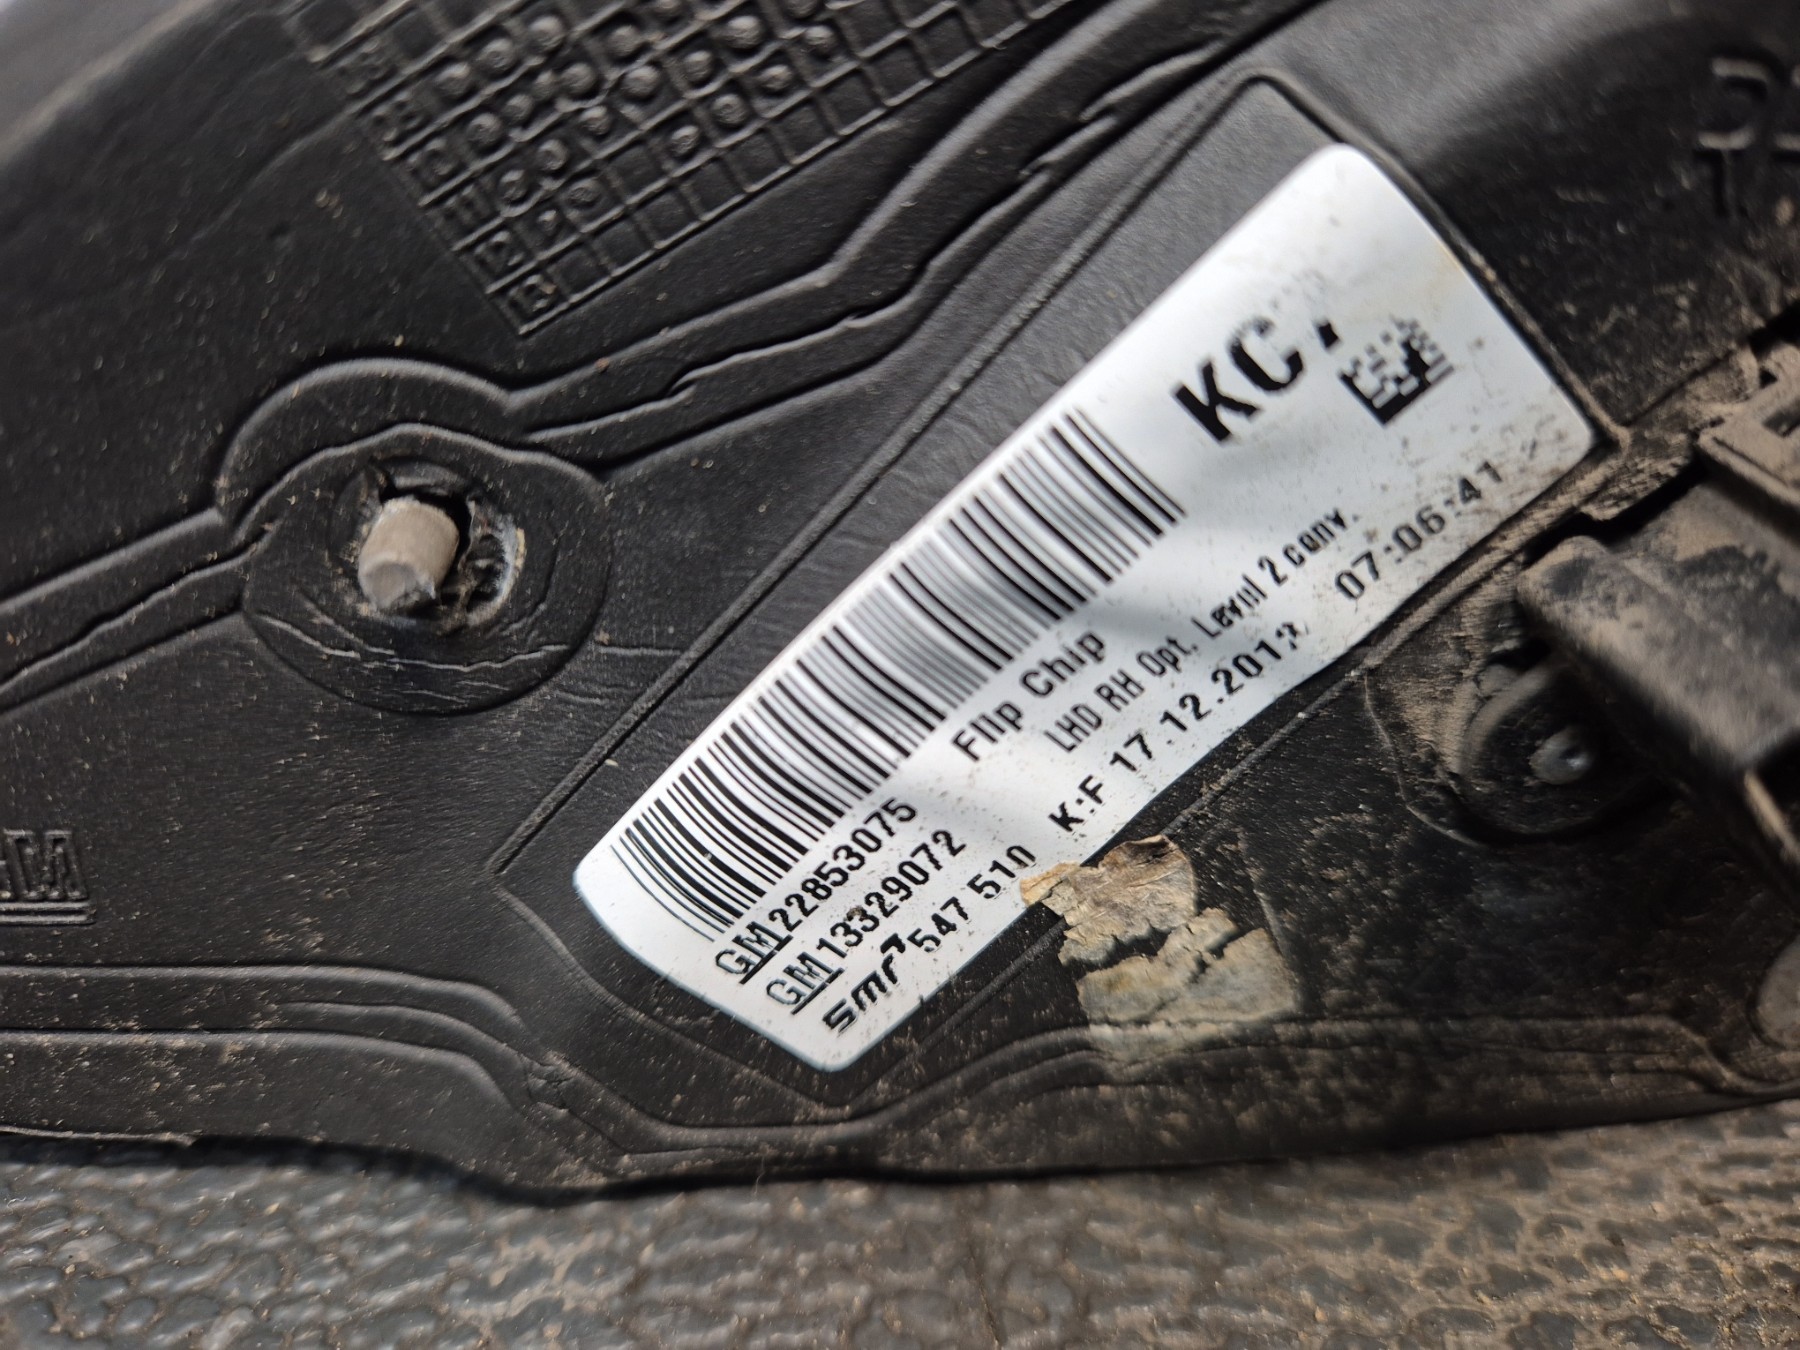 KC7
GM22853075 Flip Chip
GM13329072 LHD RH Opt. Level 2 conv.
smr 547 510 K:F 17.12.2013 07:06:41